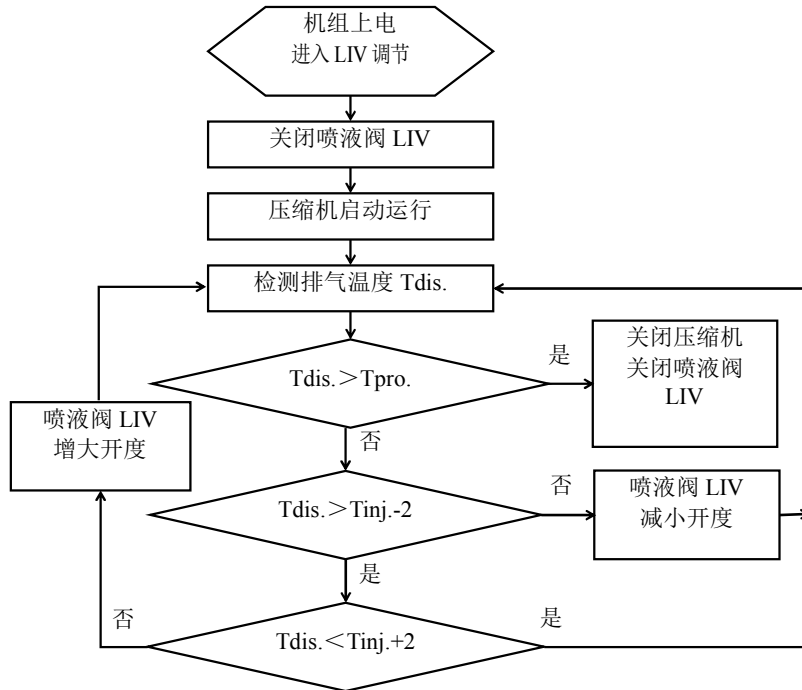 机组上电
进入 LIV 调节
关闭喷液阀 LIV
压缩机启动运行
检测排气温度 Tdis.
Tdis.＞Tpro.
是
关闭压缩机
关闭喷液阀
LIV
喷液阀 LIV
增大开度
否
Tdis.＞Tinj.-2
否
喷液阀 LIV
减小开度
是
否
Tdis.＜Tinj.+2
是